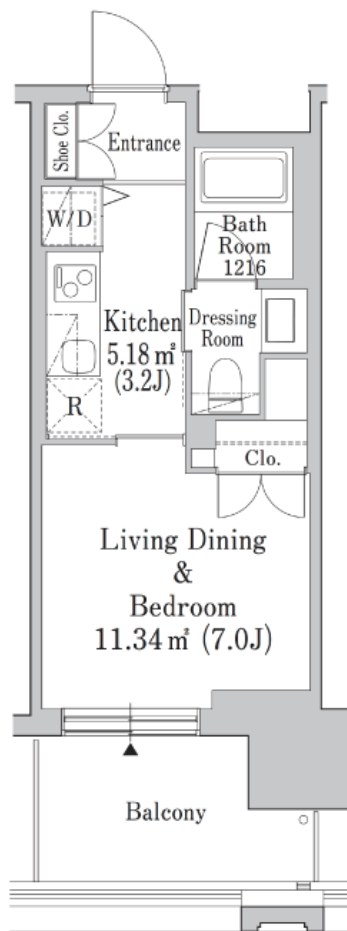 Shoe Clo.
Entrance
W/D
Bath
Room
1216
Kitchen
5.18㎡
(3.2J)
Dressing
Room
R
Clo.
Living Dining
&
Bedroom
11.34㎡ (7.0J)
Balcony